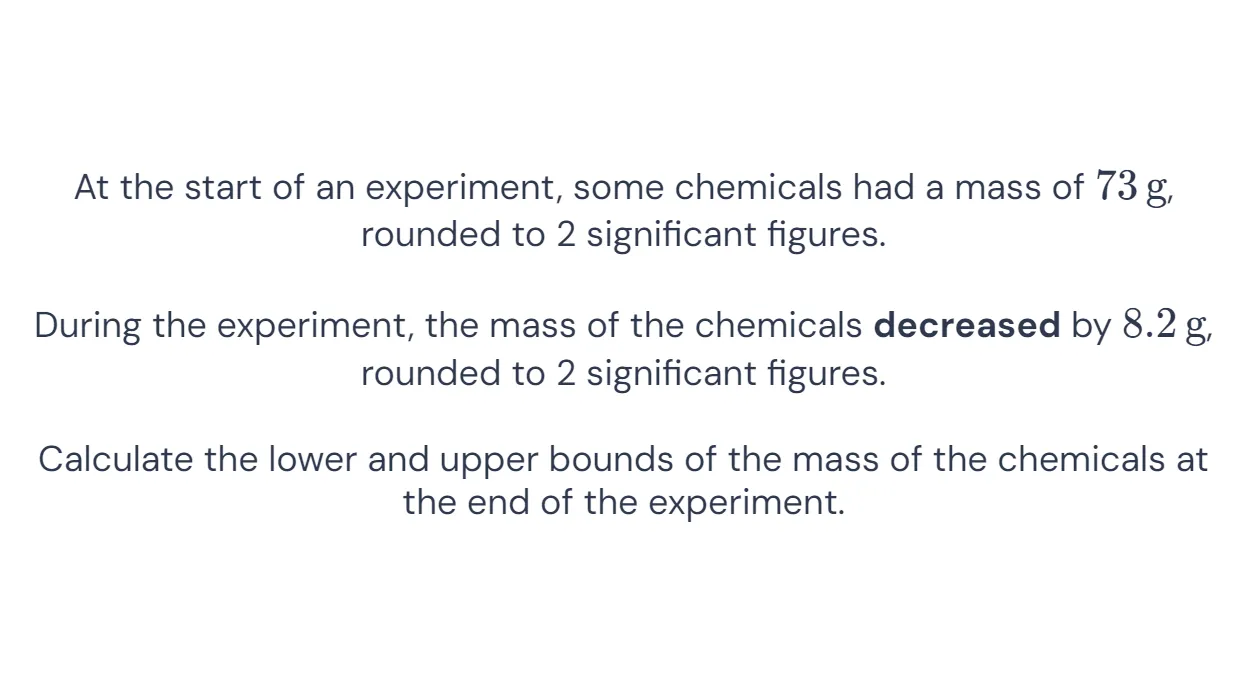 At the start of an experiment, some chemicals had a mass of 73 g,
rounded to 2 significant figures.
During the experiment, the mass of the chemicals decreased by 8.2 g,
rounded to 2 significant figures.
Calculate the lower and upper bounds of the mass of the chemicals at
the end of the experiment.